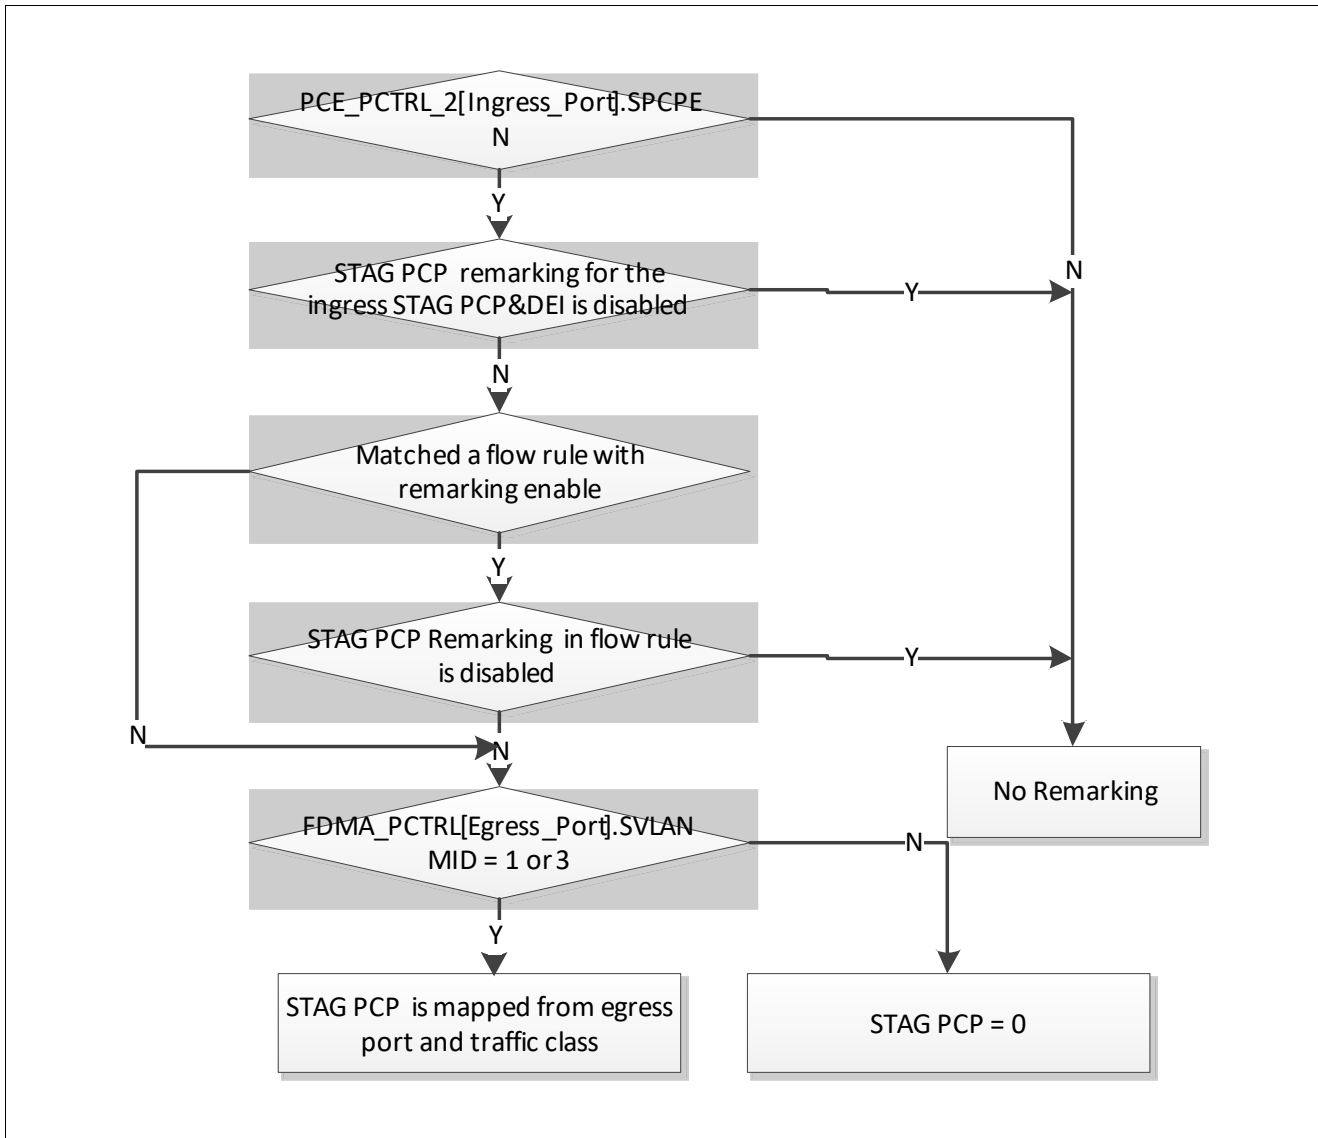 PCE_PCTRL_2[Ingress_Port].SPCPE
N
Y
N
STAG PCP remarking for the
ingress STAG PCP&DEI is disabled
Y
N
Matched a flow rule with
remarking enable
Y
STAG PCP Remarking in flow rule
is disabled
Y
N
N
No Remarking
FDMA_PCTRL[Egress_Port].SVLAN
MID = 1 or 3
N
Y
STAG PCP is mapped from egress
port and traffic class
STAG PCP = 0